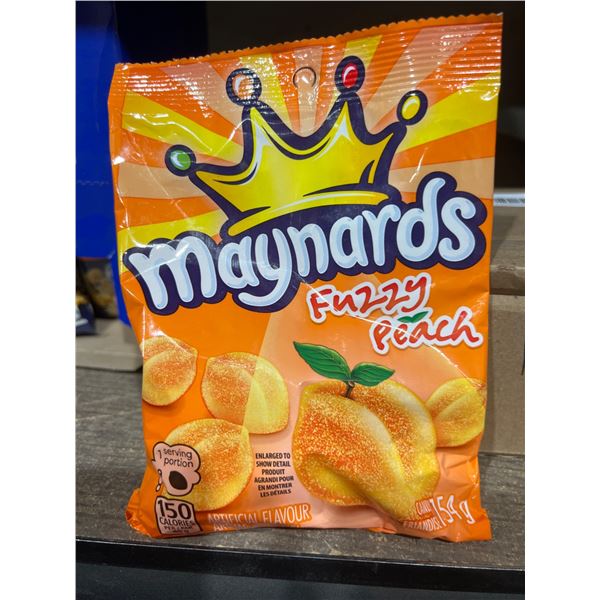 maynards
Fuzzy
Peach
1 serving
portion
ENLARGED TO
SHOW DETAIL
PRODUIT
AGRANDI POUR
EN MONTRER
LES DÉTAILS
150
CALORIES
ARTIFICIAL FLAVOUR
154g